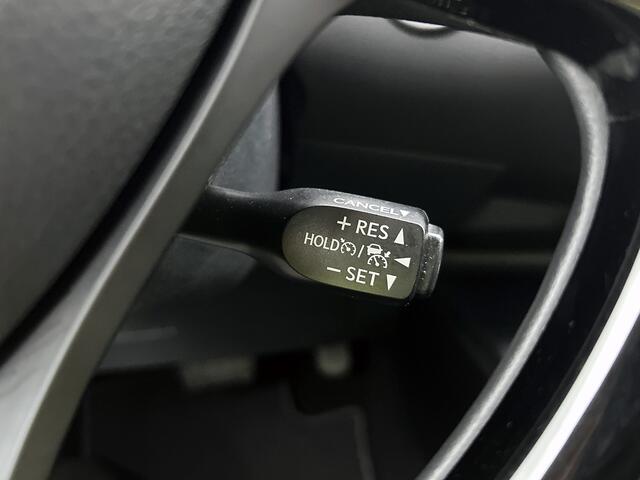 CANCEL▼
+ RES ▲
HOLD / ◀
− SET ▼